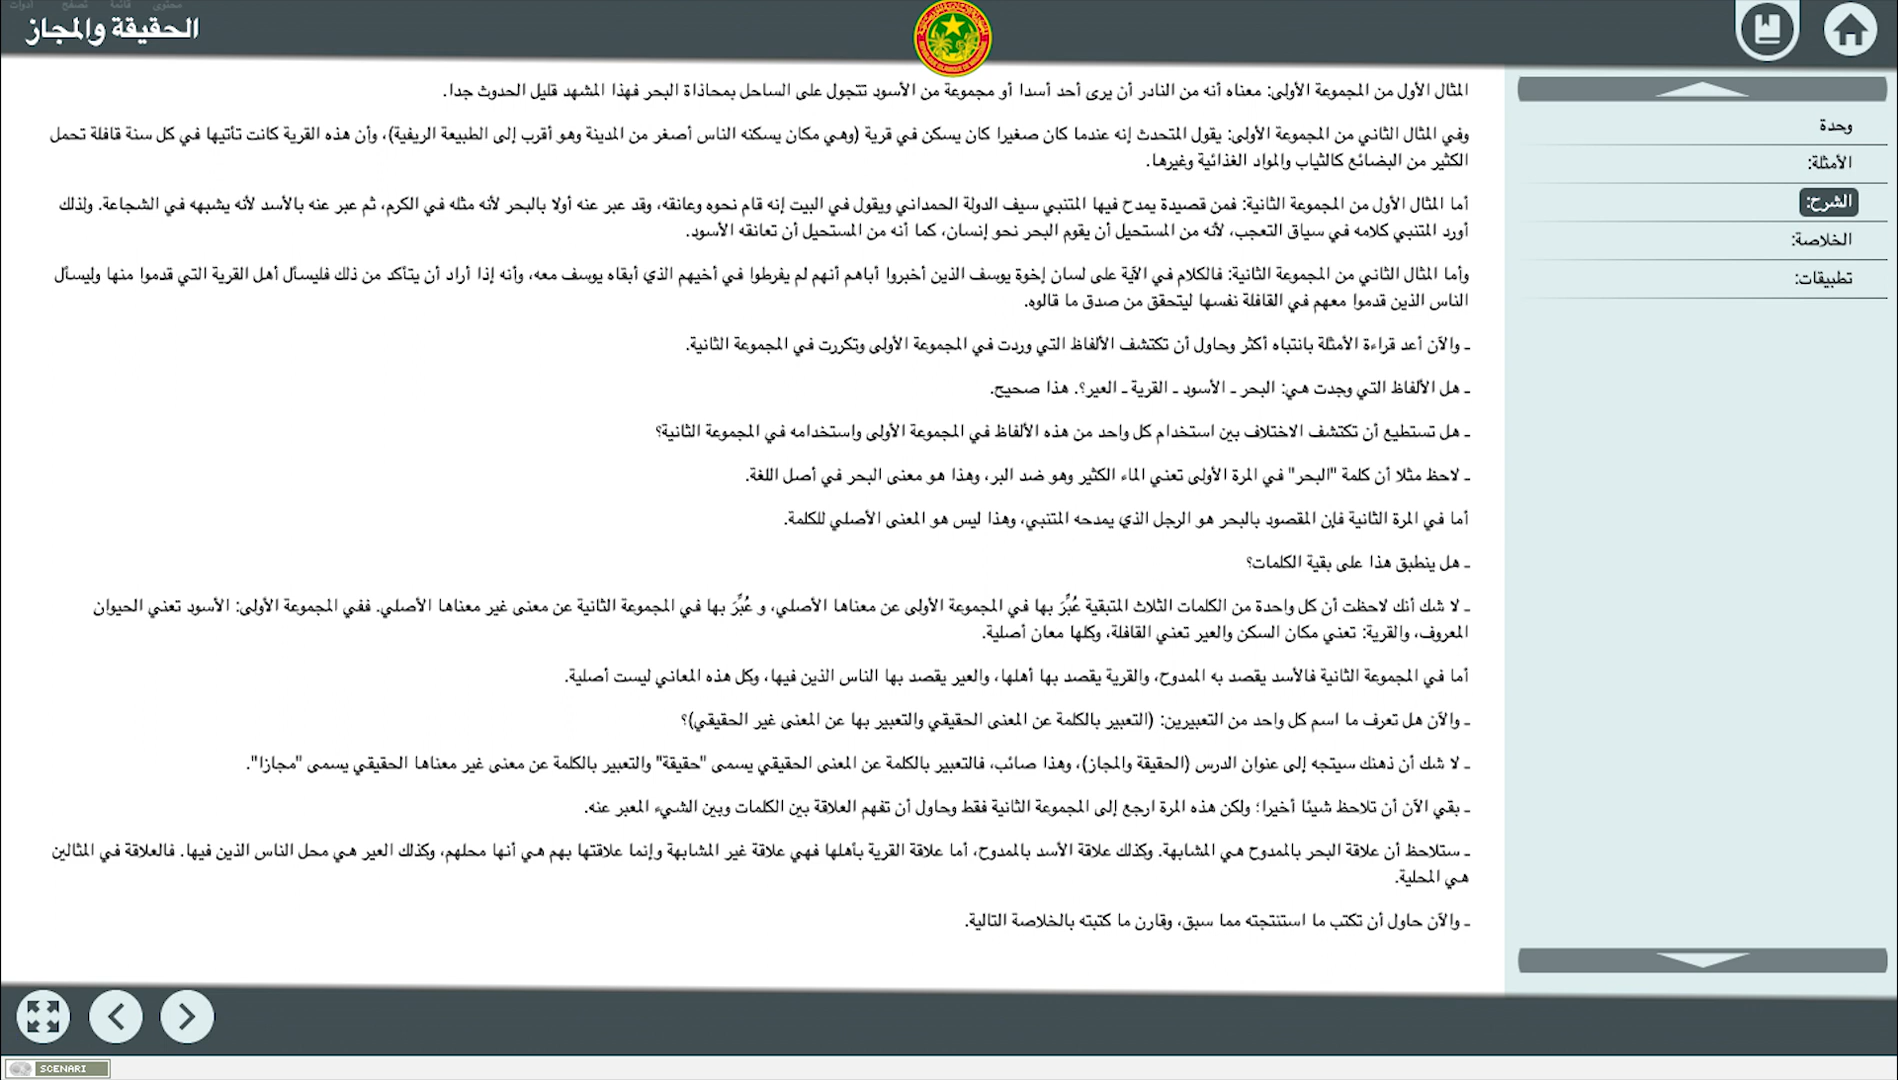 أدوات تصفح قائمة محتوى
الحقيقة والمجاز
المثال الأول من المجموعة الأولى: معناه أنه من النادر أن يرى أحد أسدا أو مجموعة من الأسود تتجول على الساحل بمحاذاة البحر فهذا المشهد قليل الحدوث جدا.
وفي المثال الثاني من المجموعة الأولى: يقول المتحدث إنه عندما كان صغيرا كان يسكن في قرية (وهي مكان يسكنه الناس أصغر من المدينة وهو أقرب إلى الطبيعة الريفية)، وأن هذه القرية كانت تأتيها في كل سنة قافلة تحمل
الكثير من البضائع كالثياب والمواد الغذائية وغيرها.
أما المثال الأول من المجموعة الثانية: فمن قصيدة يمدح فيها المتنبي سيف الدولة الحمداني ويقول في البيت إنه قام نحوه وعانقه، وقد عبر عنه أولا بالبحر لأنه مثله في الكرم، ثم عبر عنه بالأسد لأنه يشبهه في الشجاعة. ولذلك
أورد المتنبي كلامه في سياق التعجب، لأنه من المستحيل أن يقوم البحر نحو إنسان، كما أنه من المستحيل أن تعانقه الأسود.
وأما المثال الثاني من المجموعة الثانية: فالكلام في الآية على لسان إخوة يوسف الذين أخبروا أباهم أنهم لم يفرطوا في أخيهم الذي أبقاه يوسف معه، وأنه إذا أراد أن يتأكد من ذلك فليسأل أهل القرية التي قدموا منها وليسأل
الناس الذين قدموا معهم في القافلة نفسها ليتحقق من صدق ما قالوه.
ـ والآن أعد قراءة الأمثلة بانتباه أكثر وحاول أن تكتشف الألفاظ التي وردت في المجموعة الأولى وتكررت في المجموعة الثانية.
ـ هل الألفاظ التي وجدت هي: البحر ـ الأسود ـ القرية ـ العير؟. هذا صحيح.
ـ هل تستطيع أن تكتشف الاختلاف بين استخدام كل واحد من هذه الألفاظ في المجموعة الأولى واستخدامه في المجموعة الثانية؟
ـ لاحظ مثلا أن كلمة "البحر" في المرة الأولى تعني الماء الكثير وهو ضد البر، وهذا هو معنى البحر في أصل اللغة.
أما في المرة الثانية فإن المقصود بالبحر هو الرجل الذي يمدحه المتنبي، وهذا ليس هو المعنى الأصلي للكلمة.
ـ هل ينطبق هذا على بقية الكلمات؟
ـ لا شك أنك لاحظت أن كل واحدة من الكلمات الثلاث المتبقية عُبِّرَ بها في المجموعة الأولى عن معناها الأصلي، و عُبِّرَ بها في المجموعة الثانية عن معنى غير معناها الأصلي. ففي المجموعة الأولى: الأسود تعني الحيوان
المعروف، والقرية: تعني مكان السكن والعير تعني القافلة، وكلها معان أصلية.
أما في المجموعة الثانية فالأسد يقصد به الممدوح، والقرية يقصد بها أهلها، والعير يقصد بها الناس الذين فيها، وكل هذه المعاني ليست أصلية.
ـ والآن هل تعرف ما اسم كل واحد من التعبيرين: (التعبير بالكلمة عن المعنى الحقيقي والتعبير بها عن المعنى غير الحقيقي)؟
ـ لا شك أن ذهنك سيتجه إلى عنوان الدرس (الحقيقة والمجاز)، وهذا صائب، فالتعبير بالكلمة عن المعنى الحقيقي يسمى "حقيقة" والتعبير بالكلمة عن معنى غير معناها الحقيقي يسمى "مجازا".
ـ بقي الآن أن تلاحظ شيئا أخيرا؛ ولكن هذه المرة ارجع إلى المجموعة الثانية فقط وحاول أن تفهم العلاقة بين الكلمات وبين الشيء المعبر عنه.
ـ ستلاحظ أن علاقة البحر بالممدوح هي المشابهة. وكذلك علاقة الأسد بالممدوح، أما علاقة القرية بأهلها فهي علاقة غير المشابهة وإنما علاقتها بهم هي أنها محلهم، وكذلك العير هي محل الناس الذين فيها. فالعلاقة في المثالين
هي المحلية.
ـ والآن حاول أن تكتب ما استنتجته مما سبق، وقارن ما كتبته بالخلاصة التالية.
وحدة
الأمثلة:
الشرح:
الخلاصة:
تطبيقات:
SCENARI